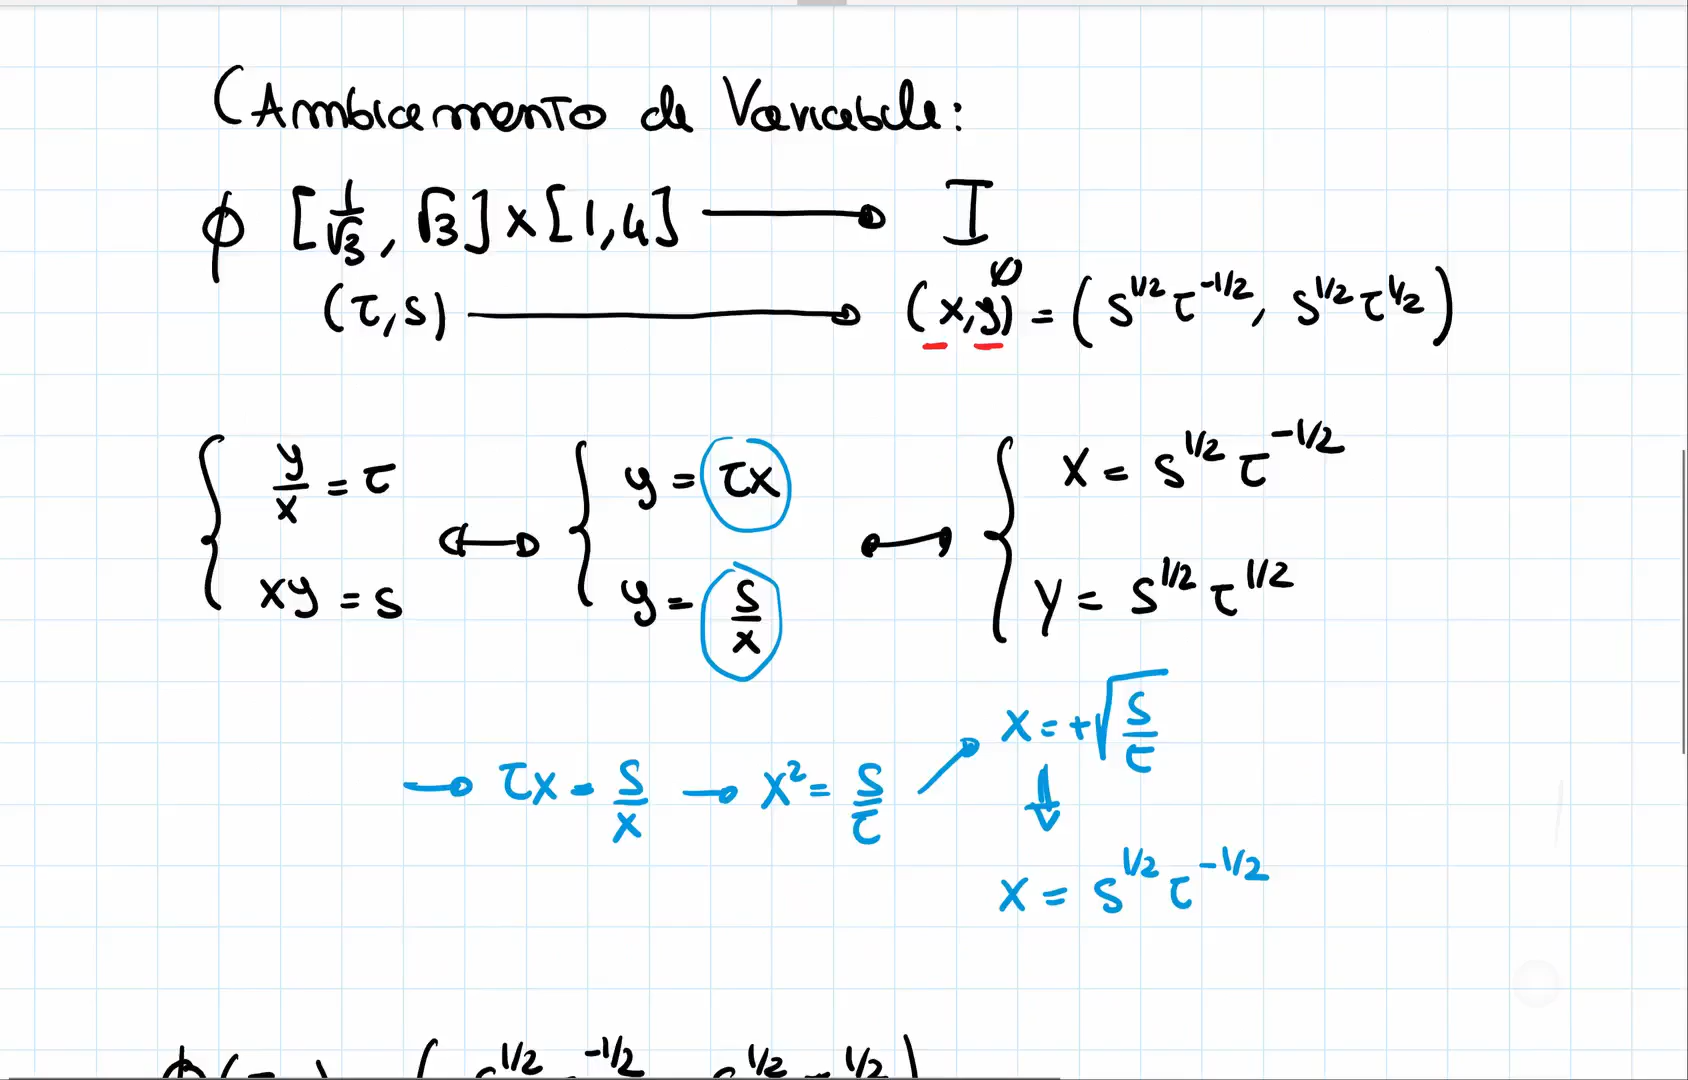 CAmbiamento di Variabile:
ϕ [1/√3, √3] x [1,4] → I
(τ,s) → (x,y) = (s^1/2 τ^-1/2, s^1/2 τ^1/2)
{ y/x = τ ↔ { y = τx ↔ { x = s^1/2 τ^-1/2
xy = s y = s/x y = s^1/2 τ^1/2
→ τx = s/x → x² = s/τ → x = +√(s/τ)
⇓
x = s^1/2 τ^-1/2